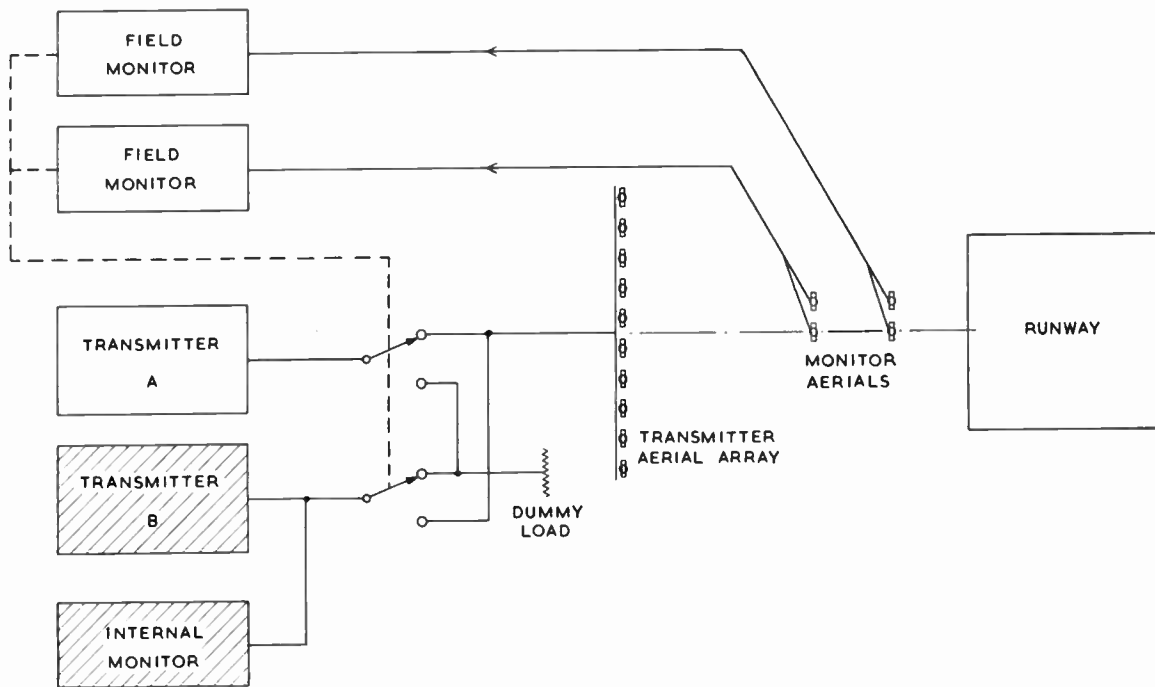 FIELD
MONITOR
FIELD
MONITOR
TRANSMITTER
A
TRANSMITTER
B
INTERNAL
MONITOR
DUMMY
LOAD
TRANSMITTER
AERIAL ARRAY
MONITOR
AERIALS
RUNWAY